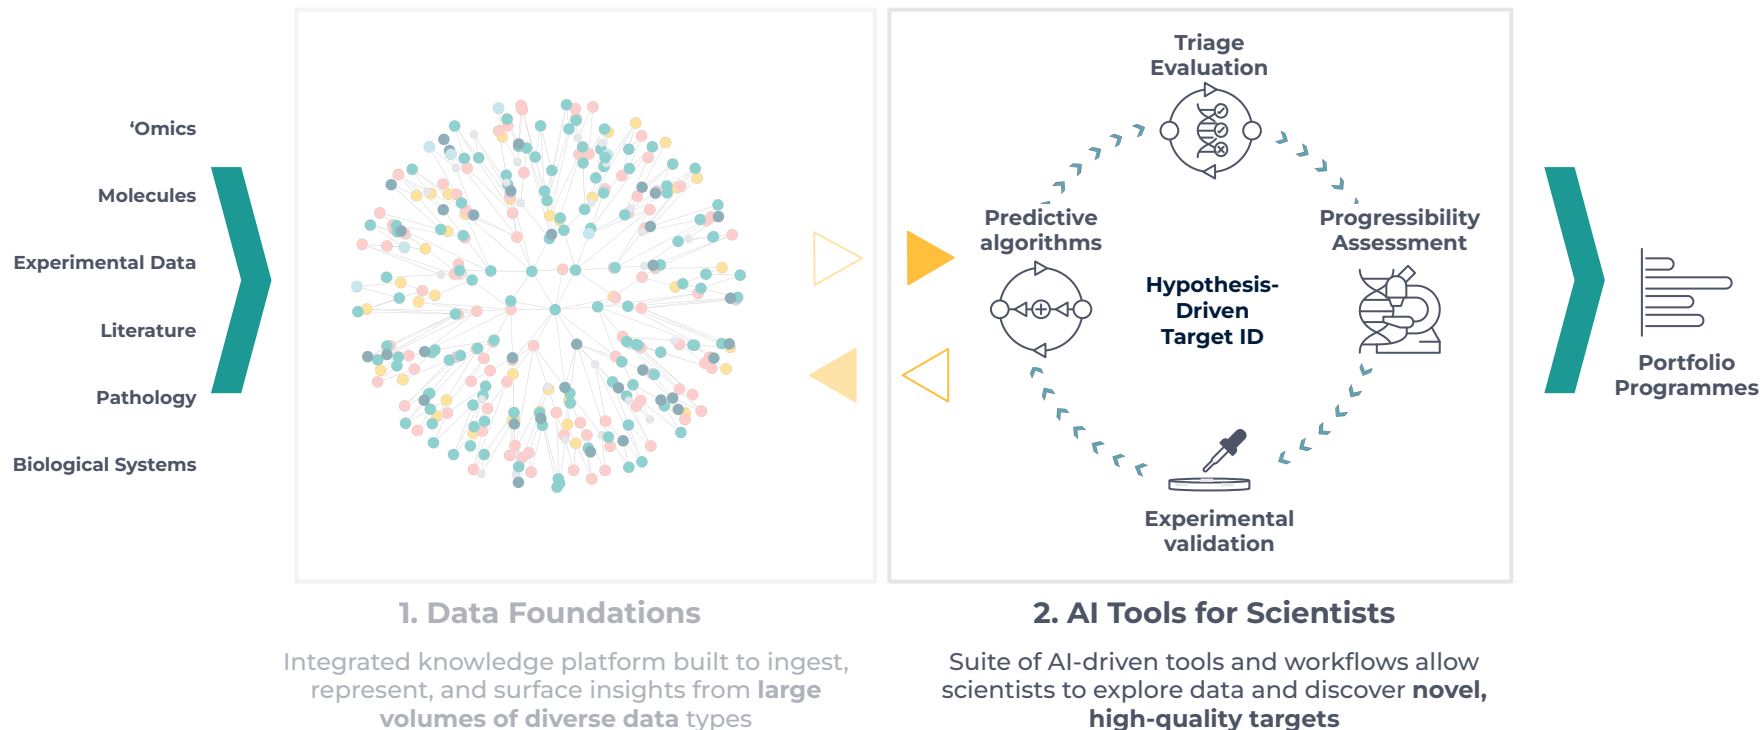 ‘Omics
Molecules
Experimental Data
Literature
Pathology
Biological Systems
1. Data Foundations
Integrated knowledge platform built to ingest,
represent, and surface insights from large
volumes of diverse data types
Triage
Evaluation
Predictive
algorithms
Progressibility
Assessment
Hypothesis-
Driven
Target ID
Experimental
validation
2. AI Tools for Scientists
Suite of AI-driven tools and workflows allow
scientists to explore data and discover novel,
high-quality targets
Portfolio
Programmes